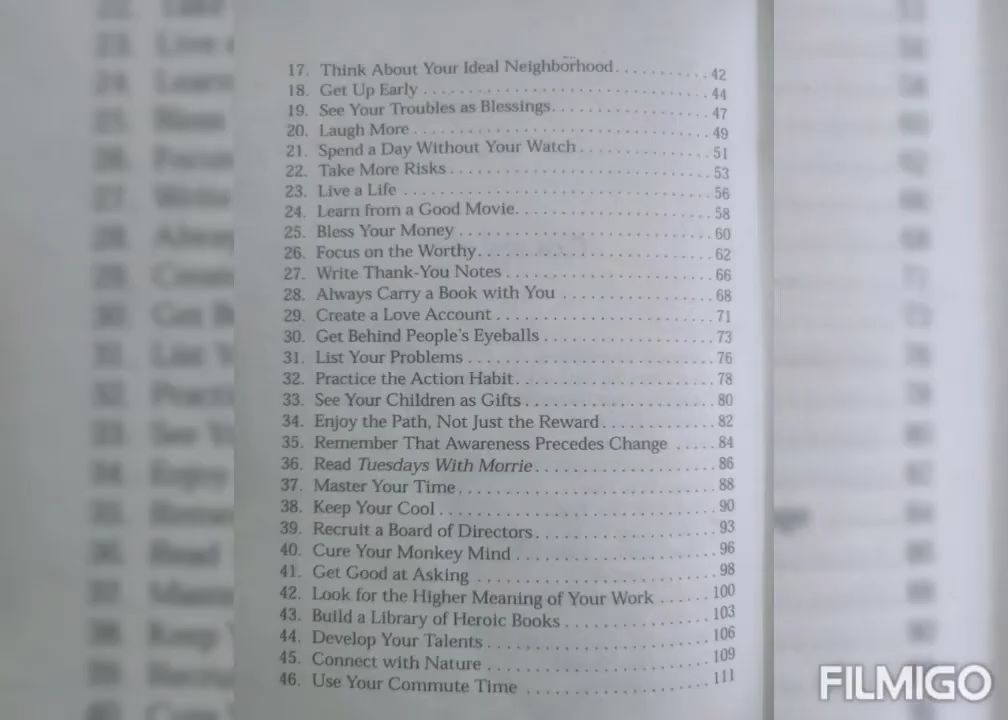 17. Think About Your Ideal Neighborhood. . . . . . . . . . 42
18. Get Up Early . . . . . . . . . . . . . . . . . . . . . . . . . . . . . . 44
19. See Your Troubles as Blessings. . . . . . . . . . . . . . . . . 47
20. Laugh More . . . . . . . . . . . . . . . . . . . . . . . . . . . . . . . 49
21. Spend a Day Without Your Watch . . . . . . . . . . . . . . 51
22. Take More Risks . . . . . . . . . . . . . . . . . . . . . . . . . . . 53
23. Live a Life . . . . . . . . . . . . . . . . . . . . . . . . . . . . . . . . 56
24. Learn from a Good Movie. . . . . . . . . . . . . . . . . . . . 58
25. Bless Your Money . . . . . . . . . . . . . . . . . . . . . . . . . . 60
26. Focus on the Worthy. . . . . . . . . . . . . . . . . . . . . . . . 62
27. Write Thank-You Notes . . . . . . . . . . . . . . . . . . . . . 66
28. Always Carry a Book with You . . . . . . . . . . . . . . . . 68
29. Create a Love Account . . . . . . . . . . . . . . . . . . . . . . 71
30. Get Behind People's Eyeballs . . . . . . . . . . . . . . . . . 73
31. List Your Problems . . . . . . . . . . . . . . . . . . . . . . . . . 76
32. Practice the Action Habit. . . . . . . . . . . . . . . . . . . . 78
33. See Your Children as Gifts . . . . . . . . . . . . . . . . . . . 80
34. Enjoy the Path, Not Just the Reward. . . . . . . . . . . . 82
35. Remember That Awareness Precedes Change . . . . . 84
36. Read Tuesdays With Morrie. . . . . . . . . . . . . . . . . . 86
37. Master Your Time. . . . . . . . . . . . . . . . . . . . . . . . . . 88
38. Keep Your Cool . . . . . . . . . . . . . . . . . . . . . . . . . . . 90
39. Recruit a Board of Directors. . . . . . . . . . . . . . . . . . 93
40. Cure Your Monkey Mind . . . . . . . . . . . . . . . . . . . . 96
41. Get Good at Asking . . . . . . . . . . . . . . . . . . . . . . . . 98
42. Look for the Higher Meaning of Your Work . . . . . . 100
43. Build a Library of Heroic Books . . . . . . . . . . . . . . . 103
44. Develop Your Talents . . . . . . . . . . . . . . . . . . . . . . . 106
45. Connect with Nature . . . . . . . . . . . . . . . . . . . . . . . 109
46. Use Your Commute Time . . . . . . . . . . . . . . . . . . . 111
FILMIGO